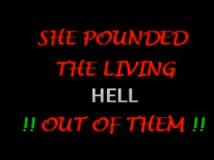 SHE POUNDED
THE LIVING
HELL
!! OUT OF THEM !!